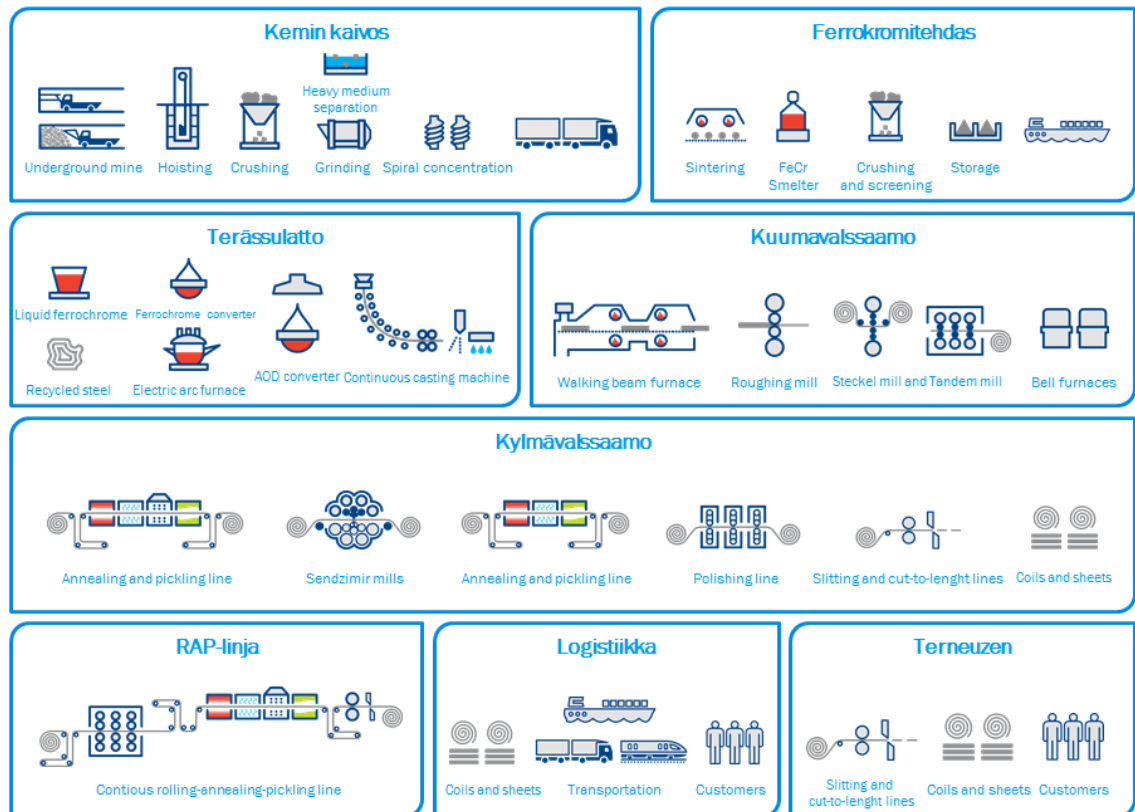 Kemin kaivos
Heavy medium
separation
Underground mine
Hoisting
Crushing
Grinding
Spiral concentration
Ferrokromitehdas
Sintering
FeCr
Smelter
Crushing
and screening
Storage
Terässulatto
Liquid ferrochrome
Ferrochrome converter
Recycled steel
Electric arc furnace
AOD converter
Continuous casting machine
Kuumavalssaamo
Walking beam furnace
Roughing mill
Steckel mill and Tandem mill
Bell furnaces
Kylmävalssaamo
Annealing and pickling line
Sendzimir mills
Annealing and pickling line
Polishing line
Slitting and cut-to-lenght lines
Coils and sheets
RAP-linja
Contious rolling-annealing-pickling line
Logistiikka
Coils and sheets
Transportation
Customers
Terneuzen
Slitting and
cut-to-lenght lines
Coils and sheets
Customers